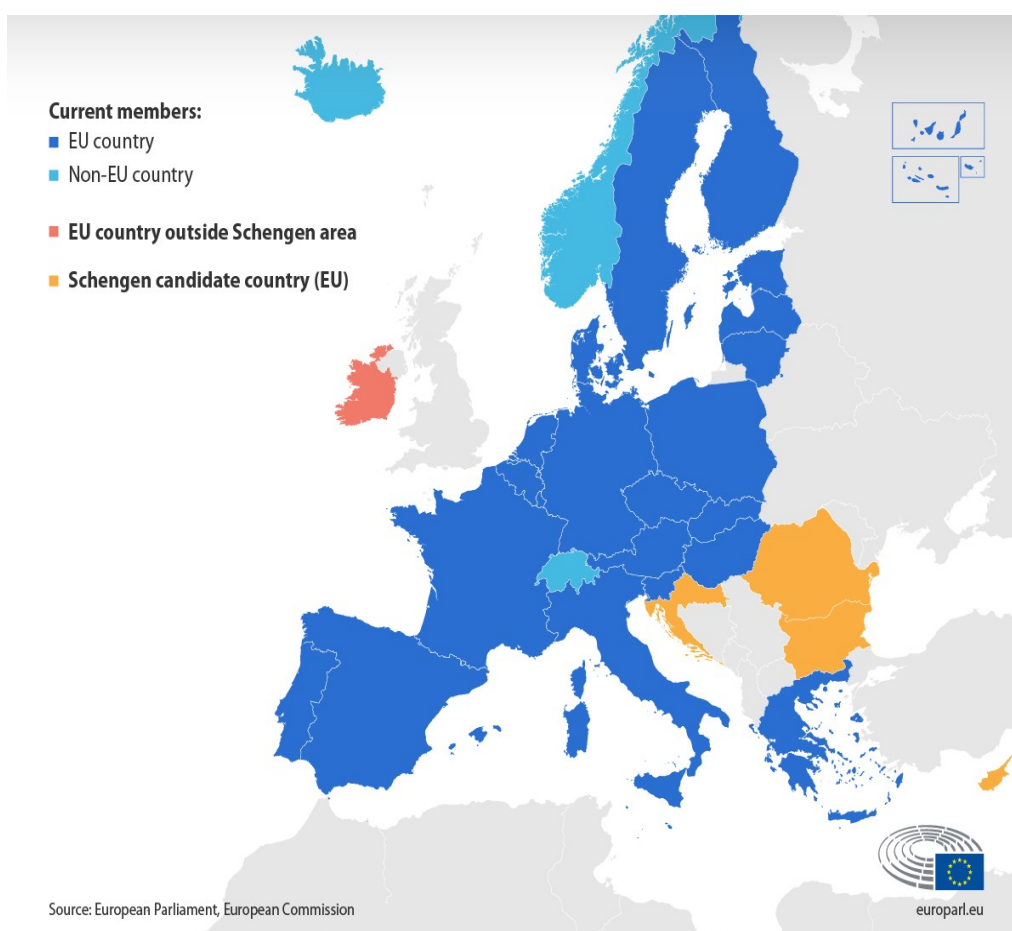 Current members:
EU country
Non-EU country
EU country outside Schengen area
Schengen candidate country (EU)
Source: European Parliament, European Commission
europarl.eu